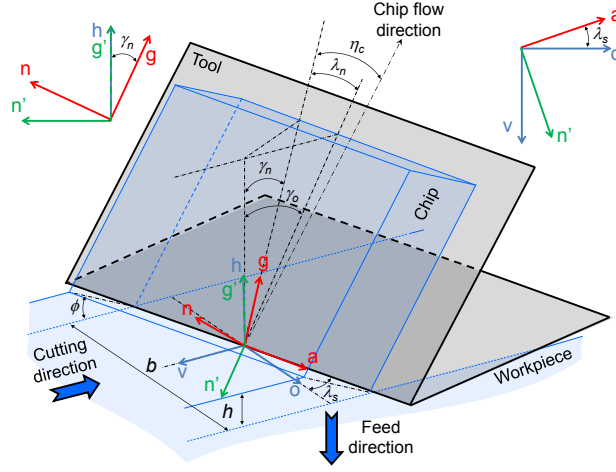 h
g'
γn
g
n
n'
Tool
Chip flow
direction
ηc
λn
a
λs
o
v
n'
γn
γo
Chip
h
g'
g
n
a
v
n'
o
λs
ϕ
b
h
Cutting
direction
Feed
direction
Workpiece